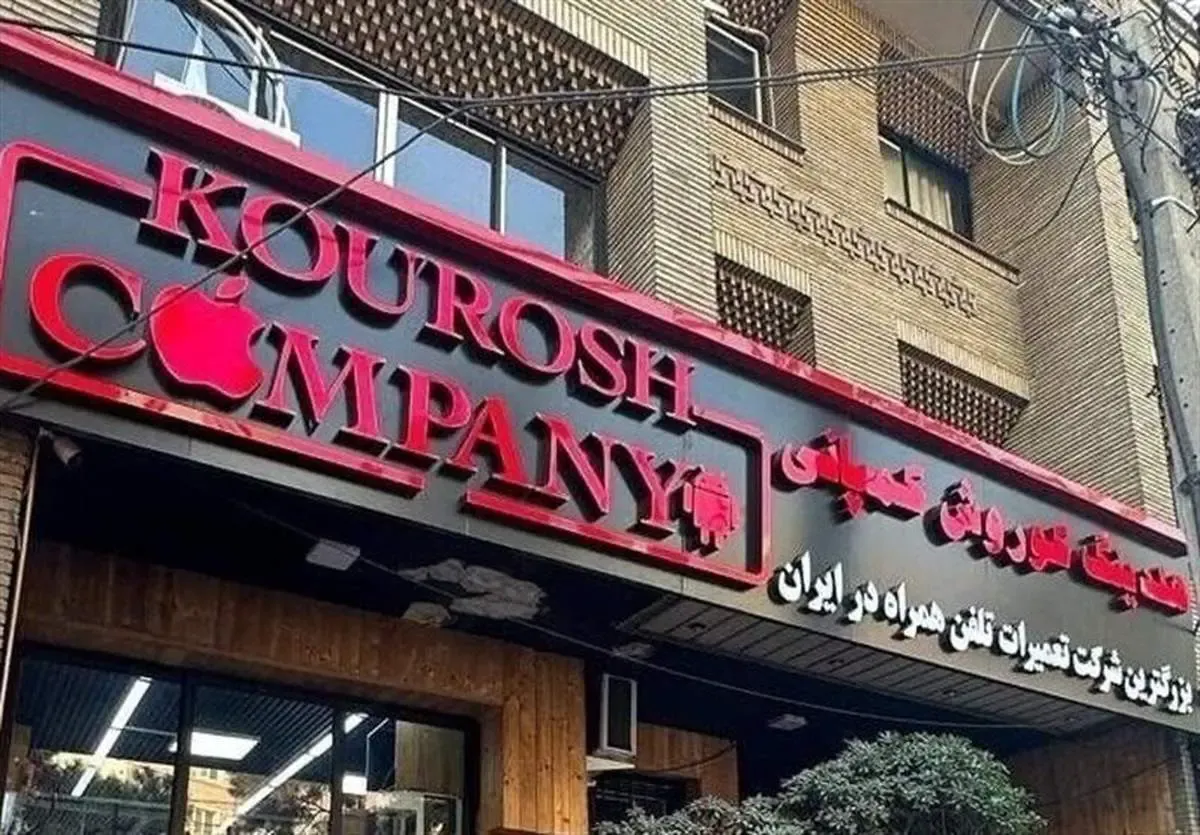 KOUROSH
COMPANY
هلدینگ کوروش کمپانی
بزرگترین شرکت تعمیرات تلفن همراه در ایران